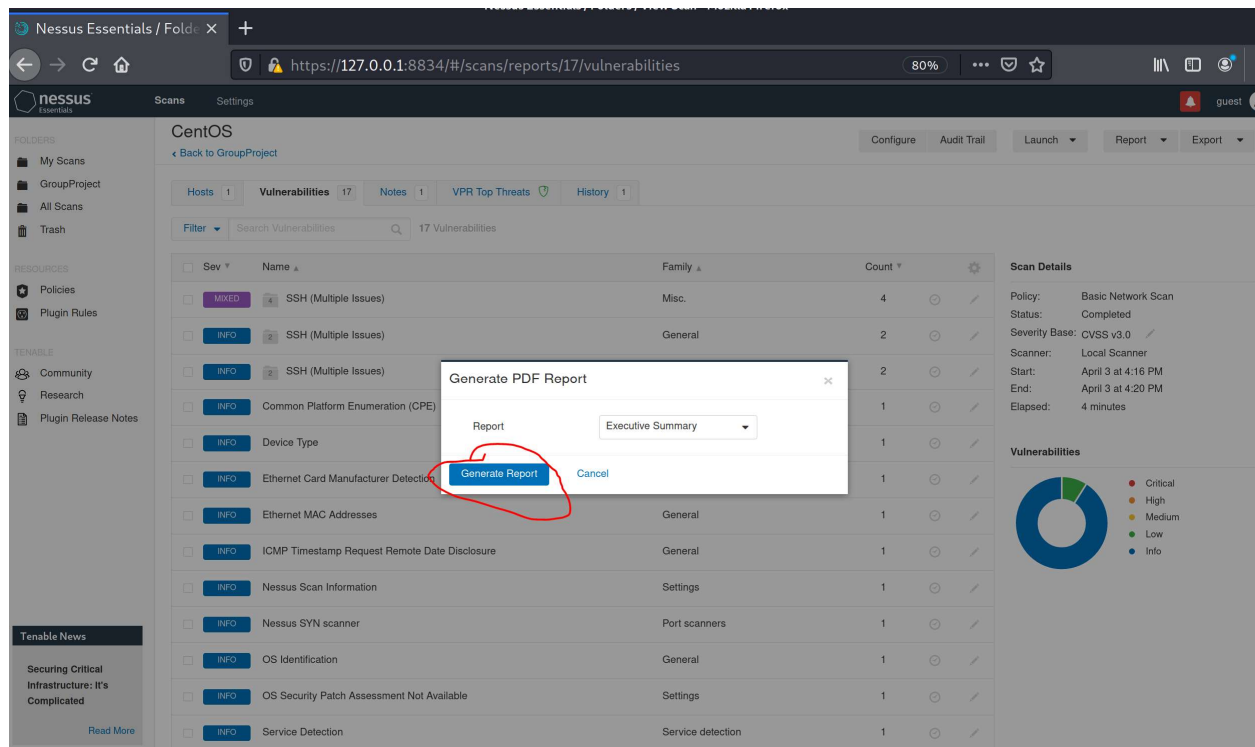 Nessus Essentials / Folde
https://127.0.0.1:8834/#/scans/reports/17/vulnerabilities
80%
nessus
Essentials
Scans
Settings
guest
FOLDERS
My Scans
GroupProject
All Scans
Trash
RESOURCES
Policies
Plugin Rules
TENABLE
Community
Research
Plugin Release Notes
Tenable News
Securing Critical
Infrastructure: It's
Complicated
Read More
CentOS
Back to GroupProject
Configure
Audit Trail
Launch
Report
Export
Hosts 1
Vulnerabilities 17
Notes 1
VPR Top Threats
History 1
Filter
Search Vulnerabilities
17 Vulnerabilities
Sev Name Family Count
MIXED 4 SSH (Multiple Issues) Misc. 4
INFO 2 SSH (Multiple Issues) General 2
INFO 2 SSH (Multiple Issues) 2
INFO Common Platform Enumeration (CPE) 1
INFO Device Type 1
INFO Ethernet Card Manufacturer Detection 1
INFO Ethernet MAC Addresses General 1
INFO ICMP Timestamp Request Remote Date Disclosure General 1
INFO Nessus Scan Information Settings 1
INFO Nessus SYN scanner Port scanners 1
INFO OS Identification General 1
INFO OS Security Patch Assessment Not Available Settings 1
INFO Service Detection Service detection 1
Generate PDF Report
Report
Executive Summary
Generate Report
Cancel
Scan Details
Policy: Basic Network Scan
Status: Completed
Severity Base: CVSS v3.0
Scanner: Local Scanner
Start: April 3 at 4:16 PM
End: April 3 at 4:20 PM
Elapsed: 4 minutes
Vulnerabilities
Critical
High
Medium
Low
Info